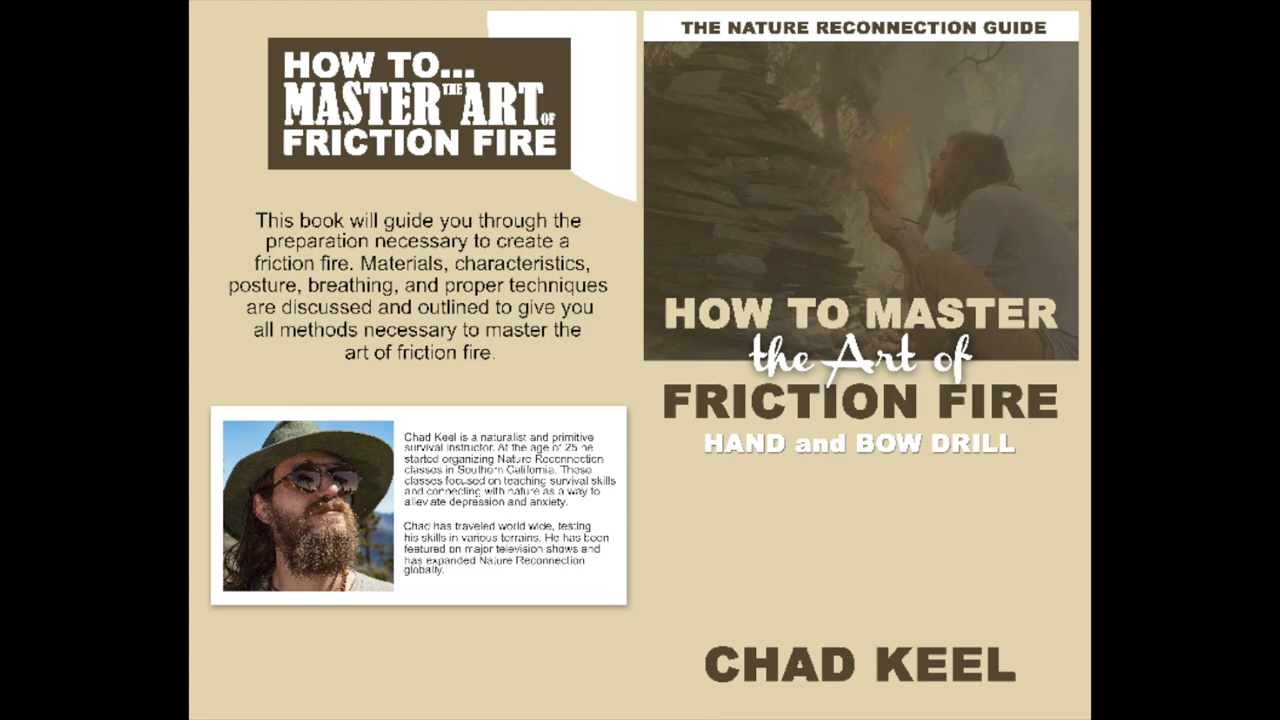 HOW TO...
MASTER THE ART OF
FRICTION FIRE
This book will guide you through the
preparation necessary to create a
friction fire. Materials, characteristics,
posture, breathing, and proper techniques
are discussed and outlined to give you
all methods necessary to master the
art of friction fire.
Chad Keel is a naturalist and primitive
survival instructor. At the age of 25 he
started organizing Nature Reconnection
classes in Southern California. These
classes focused on teaching survival skills
and connecting with nature as a way to
alleviate depression and anxiety.
Chad has traveled world wide, testing
his skills in various terrains. He has been
featured on major television shows and
has expanded Nature Reconnection
globally.
THE NATURE RECONNECTION GUIDE
HOW TO MASTER
the Art of
FRICTION FIRE
HAND and BOW DRILL
CHAD KEEL